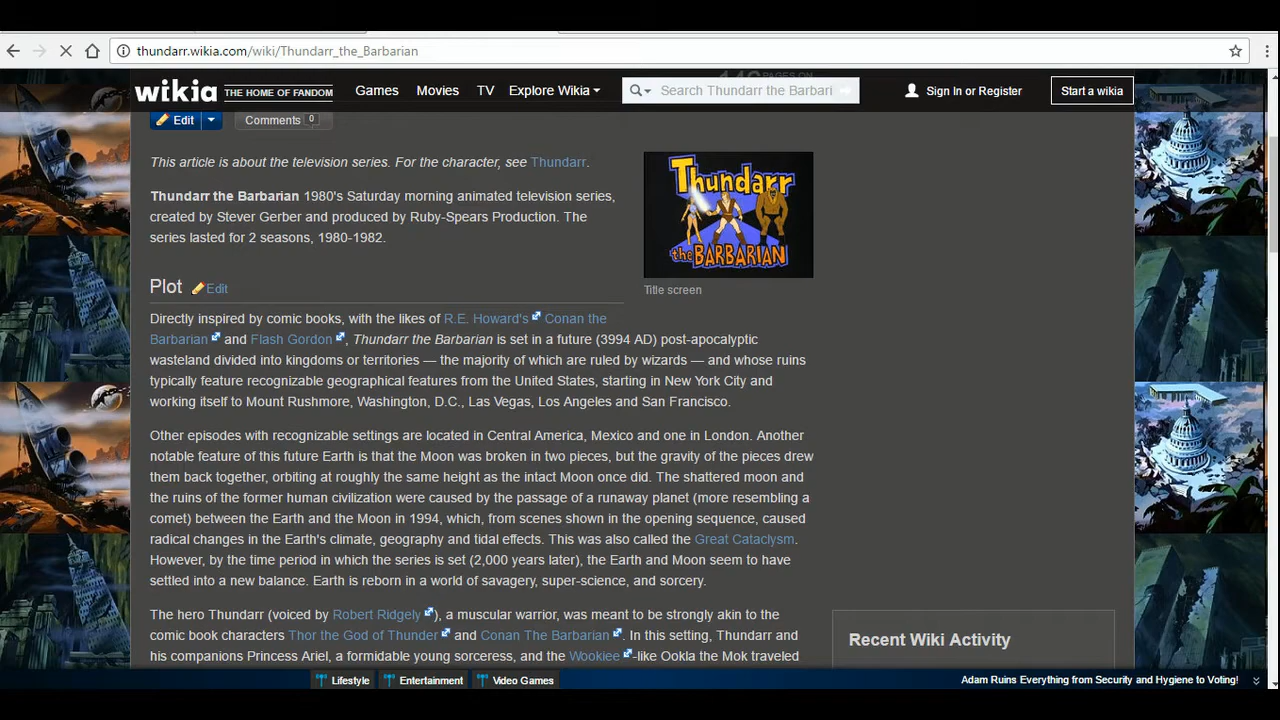 thundarr.wikia.com/wiki/Thundarr_the_Barbarian
wikia THE HOME OF FANDOM Games Movies TV Explore Wikia Search Thundarr the Barbari Sign In or Register Start a wikia
Edit Comments 0
This article is about the television series. For the character, see Thundarr.
Thundarr the Barbarian 1980's Saturday morning animated television series,
created by Stever Gerber and produced by Ruby-Spears Production. The
series lasted for 2 seasons, 1980-1982.
Thundarr
the BARBARIAN
Title screen
Plot Edit
Directly inspired by comic books, with the likes of R.E. Howard's Conan the
Barbarian and Flash Gordon, Thundarr the Barbarian is set in a future (3994 AD) post-apocalyptic
wasteland divided into kingdoms or territories — the majority of which are ruled by wizards — and whose ruins
typically feature recognizable geographical features from the United States, starting in New York City and
working itself to Mount Rushmore, Washington, D.C., Las Vegas, Los Angeles and San Francisco.
Other episodes with recognizable settings are located in Central America, Mexico and one in London. Another
notable feature of this future Earth is that the Moon was broken in two pieces, but the gravity of the pieces drew
them back together, orbiting at roughly the same height as the intact Moon once did. The shattered moon and
the ruins of the former human civilization were caused by the passage of a runaway planet (more resembling a
comet) between the Earth and the Moon in 1994, which, from scenes shown in the opening sequence, caused
radical changes in the Earth's climate, geography and tidal effects. This was also called the Great Cataclysm.
However, by the time period in which the series is set (2,000 years later), the Earth and Moon seem to have
settled into a new balance. Earth is reborn in a world of savagery, super-science, and sorcery.
The hero Thundarr (voiced by Robert Ridgely), a muscular warrior, was meant to be strongly akin to the
comic book characters Thor the God of Thunder and Conan The Barbarian. In this setting, Thundarr and
his companions Princess Ariel, a formidable young sorceress, and the Wookiee-like Ookla the Mok traveled
Recent Wiki Activity
Lifestyle Entertainment Video Games Adam Ruins Everything from Security and Hygiene to Voting!